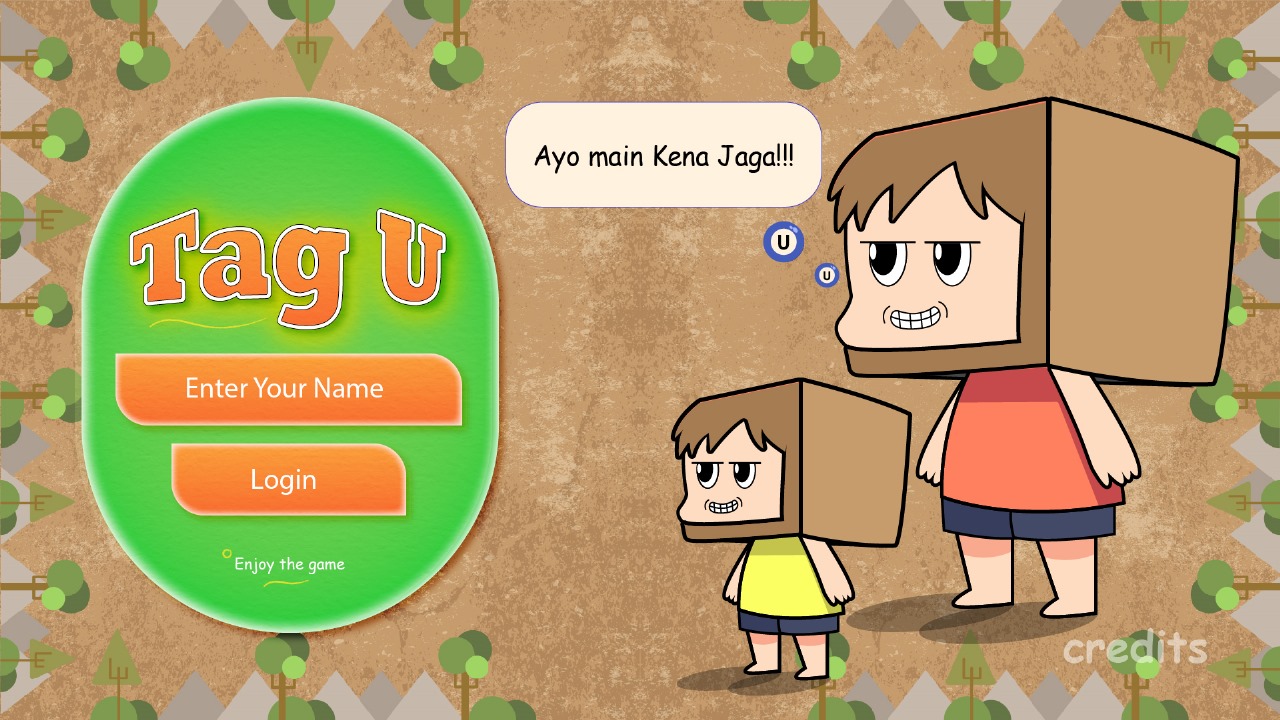 Tag U
Enter Your Name
Login
Enjoy the game
Ayo main Kena Jaga!!!
U
U
credits